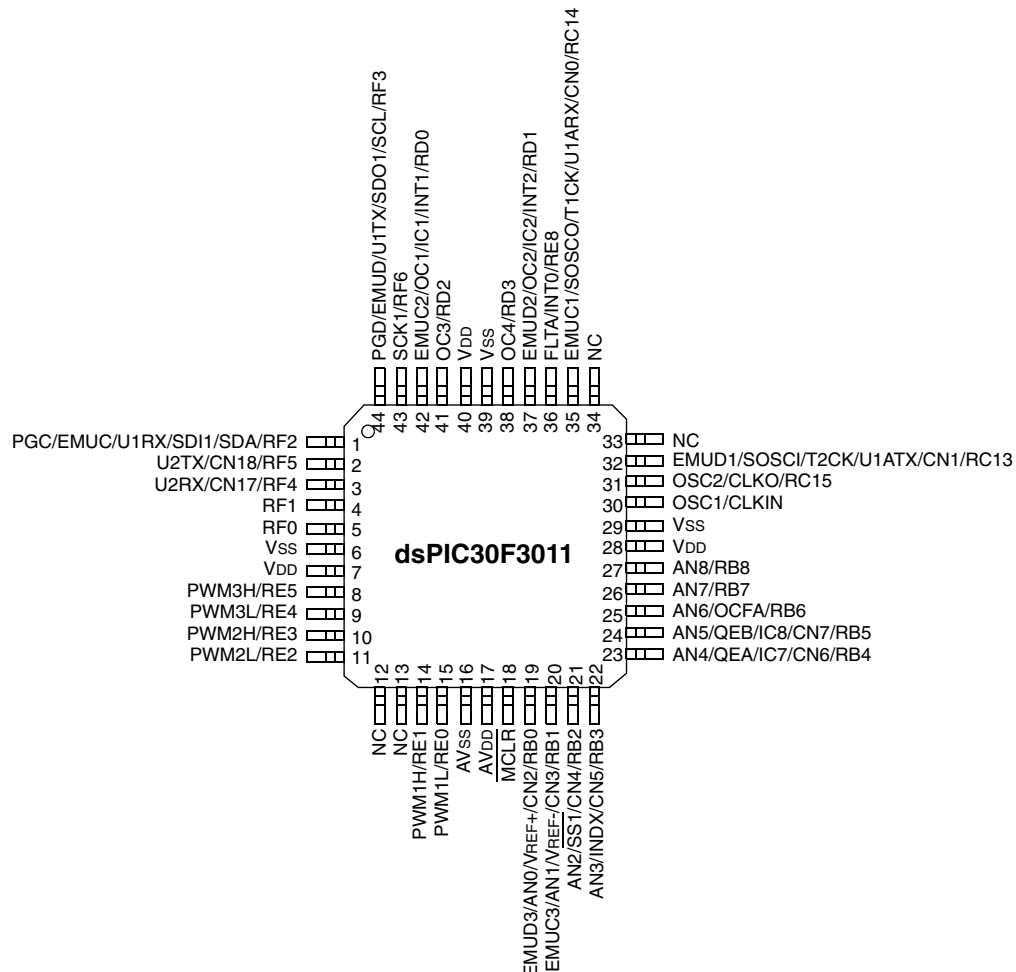 PGD/EMUD/U1TX/SDO1/SCL/RF3
SCK1/RF6
EMUC2/OC1/IC1/INT1/RD0
OC3/RD2
VDD
VSS
OC4/RD3
EMUD2/OC2/IC2/INT2/RD1
FLTA/INT0/RE8
EMUC1/SOSCO/T1CK/U1ARX/CN0/RC14
NC
44
43
42
41
40
39
38
37
36
35
34
PGC/EMUC/U1RX/SDI1/SDA/RF2 1
U2TX/CN18/RF5 2
U2RX/CN17/RF4 3
RF1 4
RF0 5
VSS 6
VDD 7
PWM3H/RE5 8
PWM3L/RE4 9
PWM2H/RE3 10
PWM2L/RE2 11
dsPIC30F3011
33 NC
32 EMUD1/SOSCI/T2CK/U1ATX/CN1/RC13
31 OSC2/CLKO/RC15
30 OSC1/CLKIN
29 VSS
28 VDD
27 AN8/RB8
26 AN7/RB7
25 AN6/OCFA/RB6
24 AN5/QEB/IC8/CN7/RB5
23 AN4/QEA/IC7/CN6/RB4
12
13
14
15
16
17
18
19
20
21
22
NC
NC
PWM1H/RE1
PWM1L/RE0
AVSS
AVDD
MCLR
EMUD3/AN0/VREF+/CN2/RB0
EMUC3/AN1/VREF-/CN3/RB1
AN2/SS1/CN4/RB2
AN3/INDX/CN5/RB3